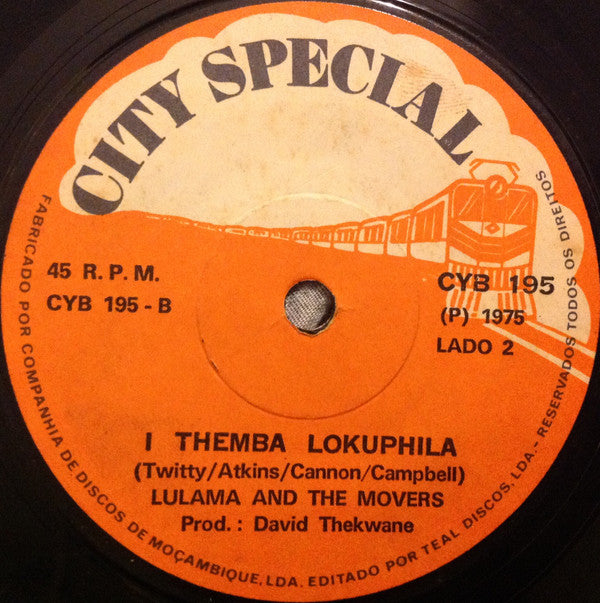 CITY SPECIAL
45 R. P. M.
CYB 195 - B
CYB 195
(P) 1975
LADO 2
I THEMBA LOKUPHILA
(Twitty/Atkins/Cannon/Campbell)
LULAMA AND THE MOVERS
Prod. : David Thekwane
FABRICADO POR COMPANHIA DE DISCOS DE MOÇAMBIQUE, LDA. EDITADO POR TEAL DISCOS, LDA. - RESERVADOS TODOS OS DIREITOS